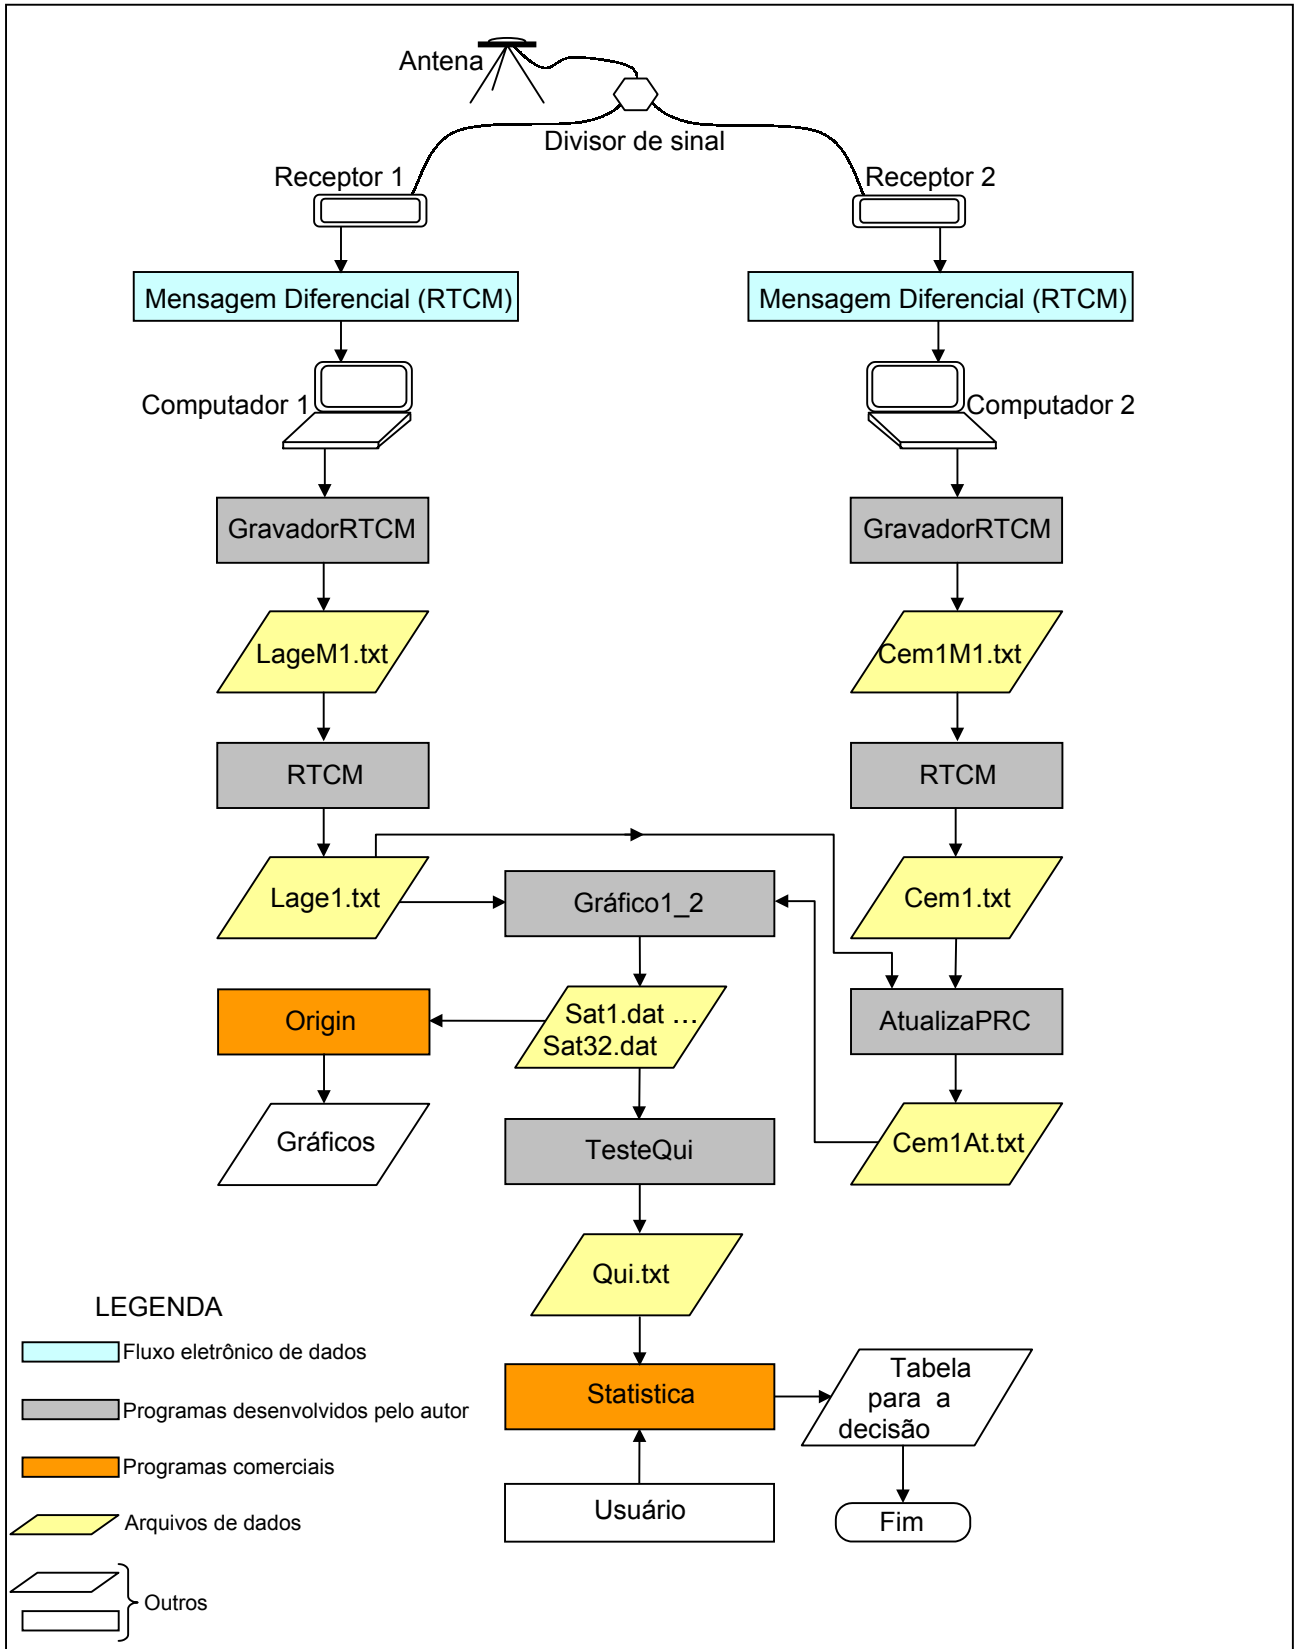 Antena
Divisor de sinal
Receptor 1
Receptor 2
Mensagem Diferencial (RTCM)
Mensagem Diferencial (RTCM)
Computador 1
Computador 2
GravadorRTCM
GravadorRTCM
LageM1.txt
Cem1M1.txt
RTCM
RTCM
Lage1.txt
Gráfico1_2
Cem1.txt
Origin
Sat1.dat ...
Sat32.dat
AtualizaPRC
Gráficos
TesteQui
Cem1At.txt
Qui.txt
Statistica
Tabela
para a
decisão
Usuário
Fim
LEGENDA
Fluxo eletrônico de dados
Programas desenvolvidos pelo autor
Programas comerciais
Arquivos de dados
Outros